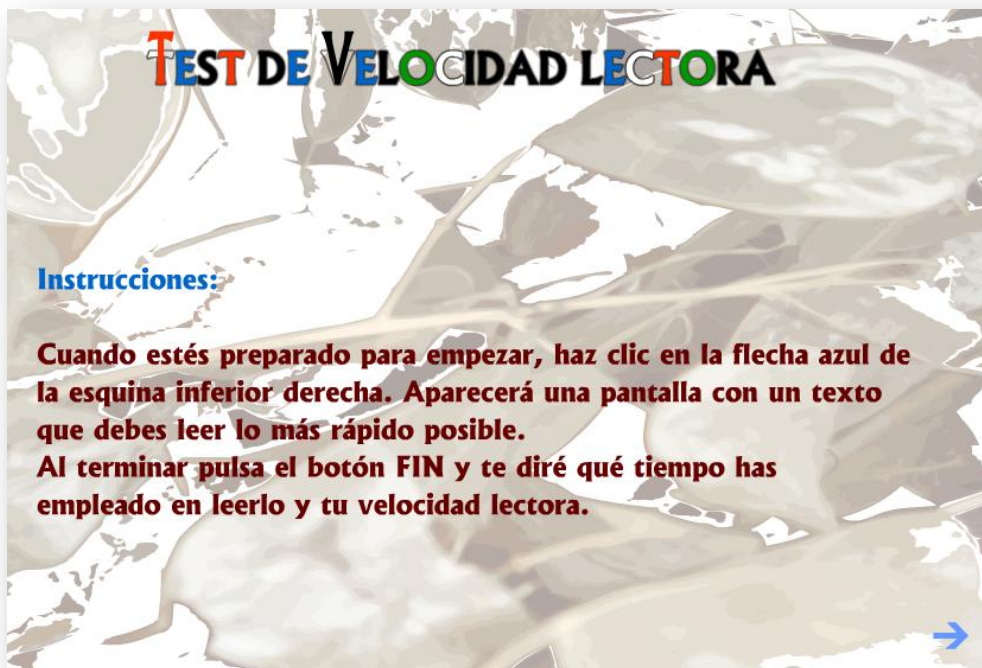 TEST DE VELOCIDAD LECTORA
Instrucciones:
Cuando estés preparado para empezar, haz clic en la flecha azul de
la esquina inferior derecha. Aparecerá una pantalla con un texto
que debes leer lo más rápido posible.
Al terminar pulsa el botón FIN y te diré qué tiempo has
empleado en leerlo y tu velocidad lectora.